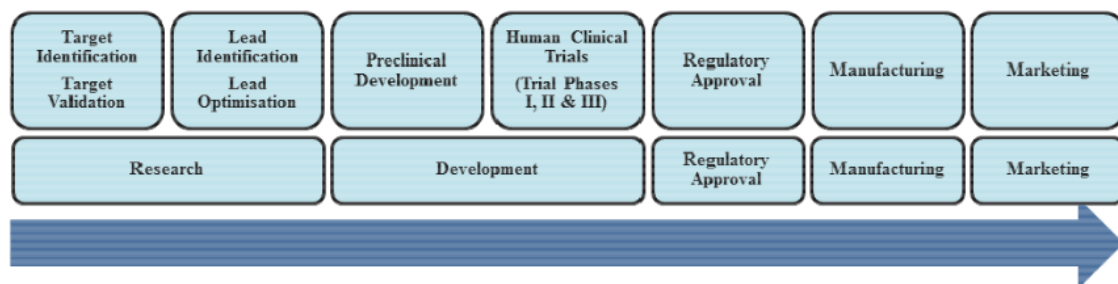 Target
Identification
Target
Validation
Lead
Identification
Lead
Optimisation
Preclinical
Development
Human Clinical
Trials
(Trial Phases
I, II & III)
Regulatory
Approval
Manufacturing
Marketing
Research
Development
Regulatory
Approval
Manufacturing
Marketing